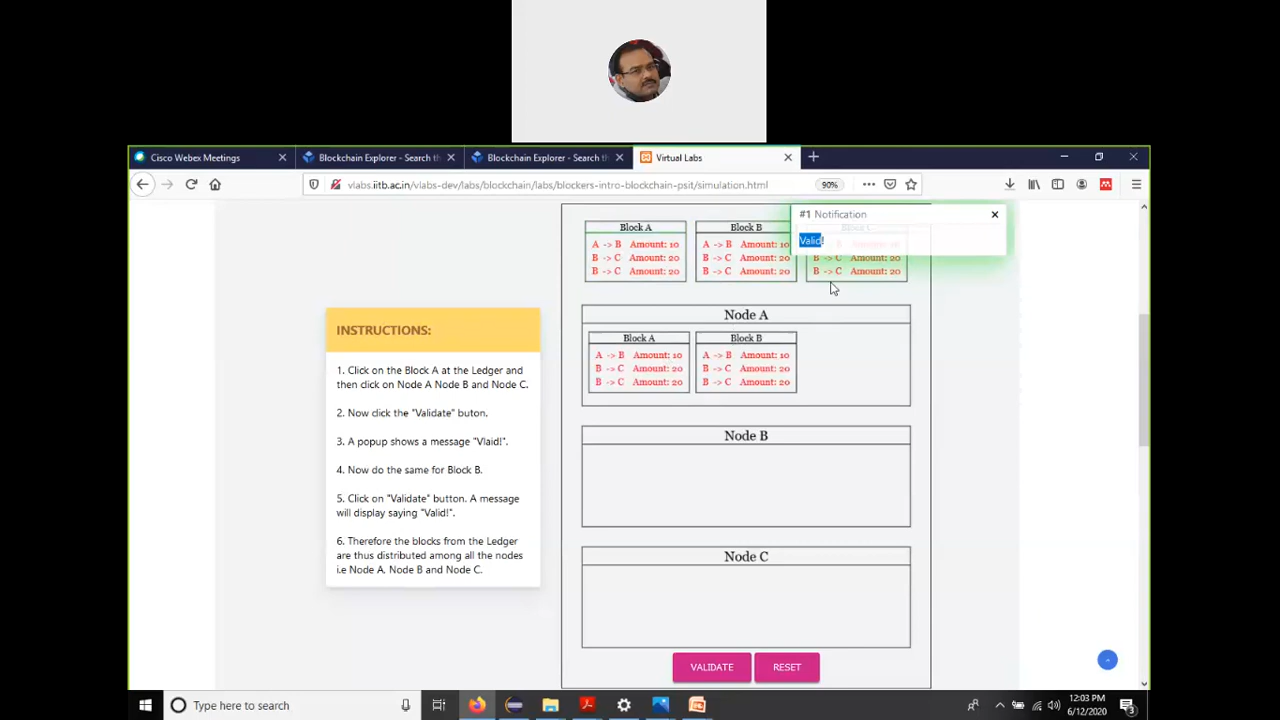 Cisco Webex Meetings
Blockchain Explorer - Search th
Blockchain Explorer - Search th
Virtual Labs
vlabs.iitb.ac.in/vlabs-dev/labs/blockchain/labs/blockers-intro-blockchain-psit/simulation.html
90%
#1 Notification
Valid!
Block A
A -> B Amount: 10
B -> C Amount: 20
B -> C Amount: 20
Block B
A -> B Amount: 10
B -> C Amount: 20
B -> C Amount: 20
Block C
B Amount: 10
B -> C Amount: 20
B -> C Amount: 20
INSTRUCTIONS:
1. Click on the Block A at the Ledger and
then click on Node A Node B and Node C.
2. Now click the "Validate" buton.
3. A popup shows a message "Vlaid!".
4. Now do the same for Block B.
5. Click on "Validate" button. A message
will display saying "Valid!".
6. Therefore the blocks from the Ledger
are thus distributed among all the nodes
i.e Node A. Node B and Node C.
Node A
Block A
A -> B Amount: 10
B -> C Amount: 20
B -> C Amount: 20
Block B
A -> B Amount: 10
B -> C Amount: 20
B -> C Amount: 20
Node B
Node C
VALIDATE
RESET
Type here to search
12:03 PM
6/12/2020
3